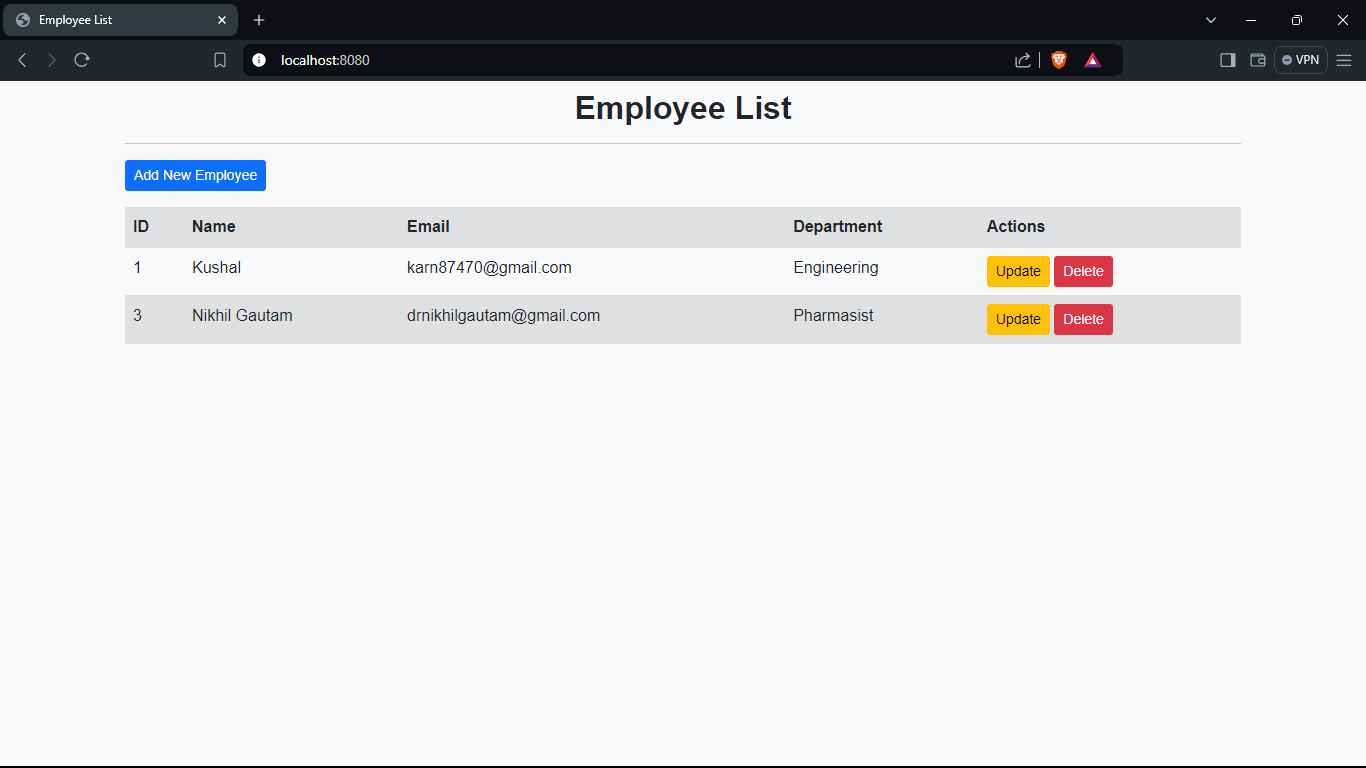 Employee List
localhost:8080
VPN
Employee List
Add New Employee
ID Name Email Department Actions
1 Kushal karn87470@gmail.com Engineering Update Delete
3 Nikhil Gautam drnikhilgautam@gmail.com Pharmasist Update Delete